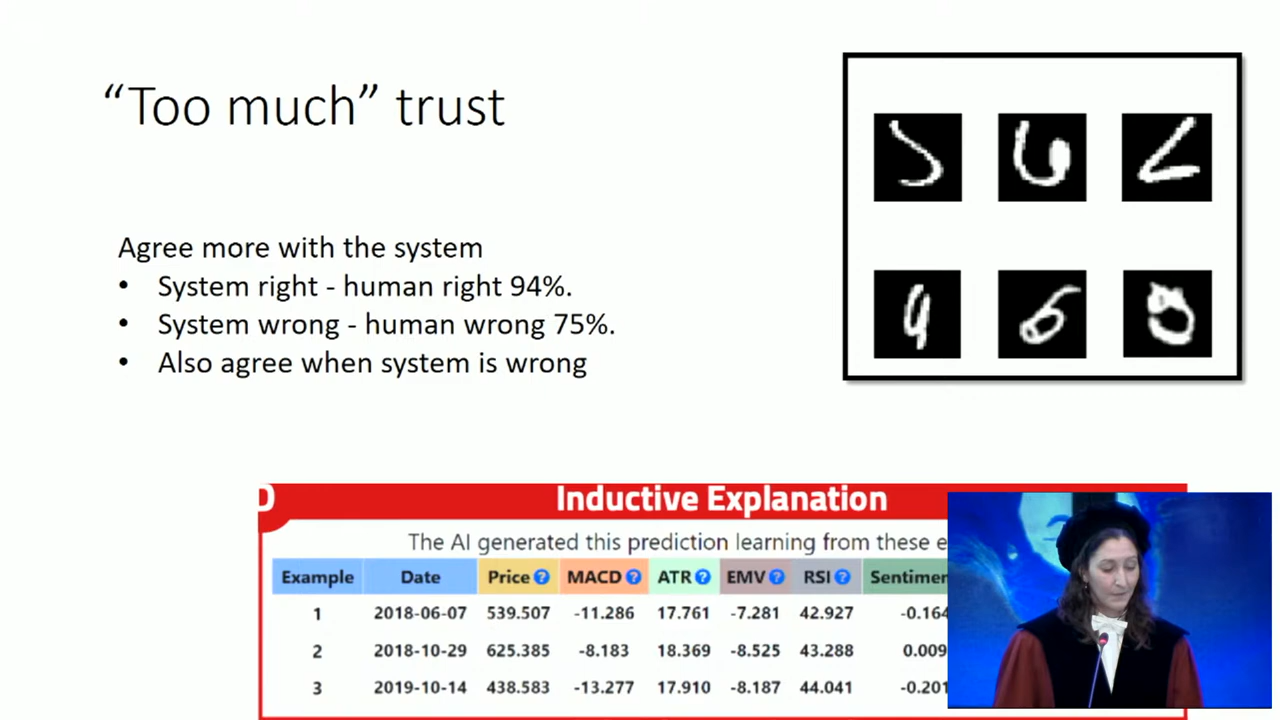 “Too much” trust
Agree more with the system
• System right - human right 94%.
• System wrong - human wrong 75%.
• Also agree when system is wrong
Inductive Explanation
The AI generated this prediction learning from these
Example Date Price MACD ATR EMV RSI
1 2018-06-07 539.507 -11.286 17.761 -7.281 42.927 -0.164
2 2018-10-29 625.385 -8.183 18.369 -8.525 43.288 0.009
3 2019-10-14 438.583 -13.277 17.910 -8.187 44.041 -0.201